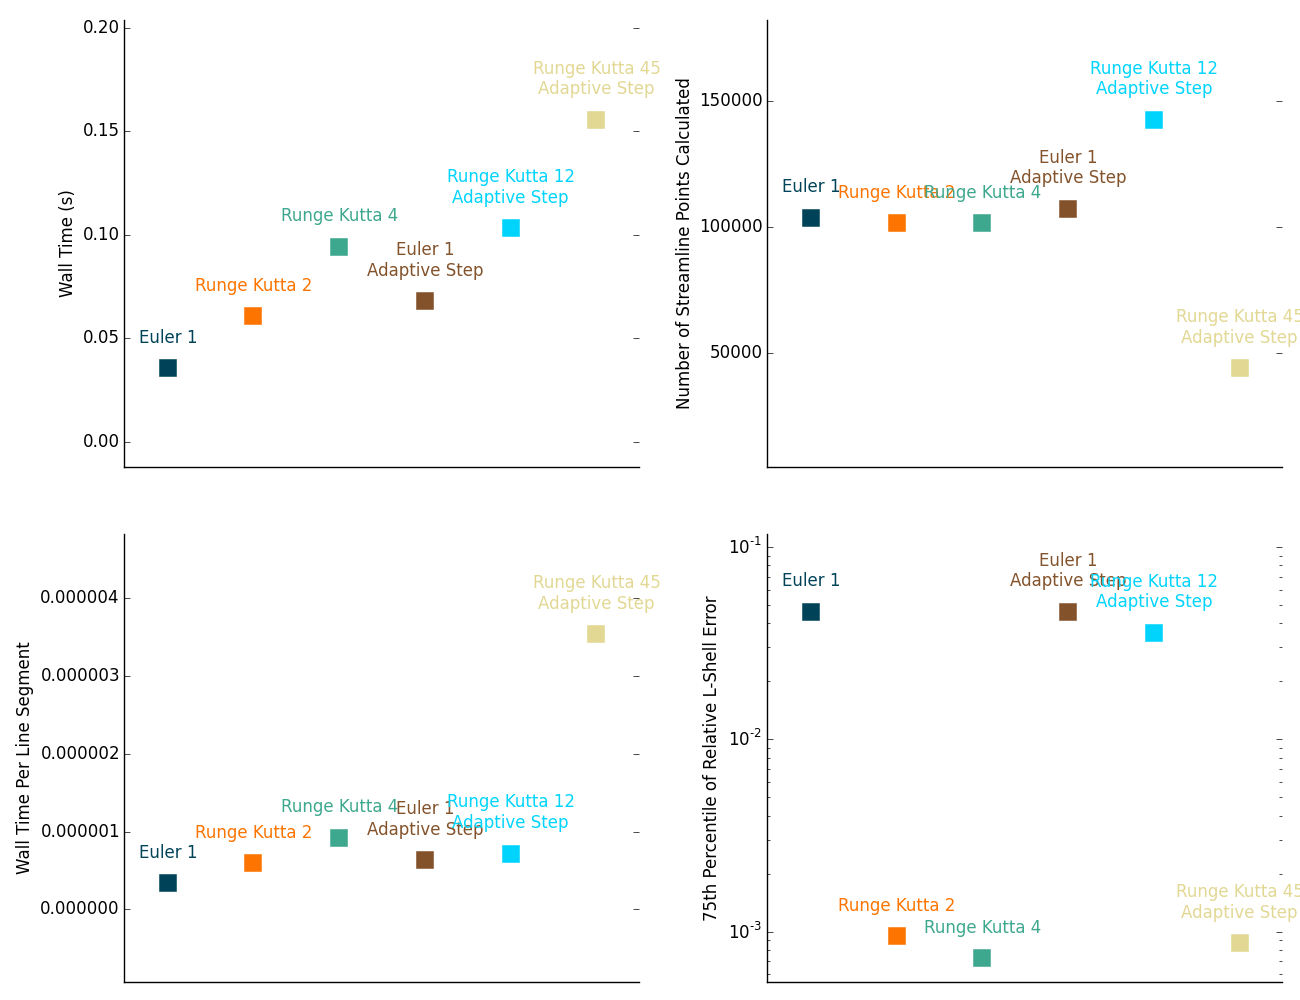 0.20
0.15
0.10
0.05
0.00
Wall Time (s)
Euler 1
Runge Kutta 2
Runge Kutta 4
Euler 1
Adaptive Step
Runge Kutta 12
Adaptive Step
Runge Kutta 45
Adaptive Step
150000
100000
50000
Number of Streamline Points Calculated
Euler 1
Runge Kutta 2
Runge Kutta 4
Euler 1
Adaptive Step
Runge Kutta 12
Adaptive Step
Runge Kutta 45
Adaptive Step
0.000004
0.000003
0.000002
0.000001
0.000000
Wall Time Per Line Segment
Euler 1
Runge Kutta 2
Runge Kutta 4
Euler 1
Adaptive Step
Runge Kutta 12
Adaptive Step
Runge Kutta 45
Adaptive Step
10^-1
10^-2
10^-3
75th Percentile of Relative L-Shell Error
Euler 1
Runge Kutta 2
Runge Kutta 4
Euler 1
Adaptive Step
Runge Kutta 12
Adaptive Step
Runge Kutta 45
Adaptive Step